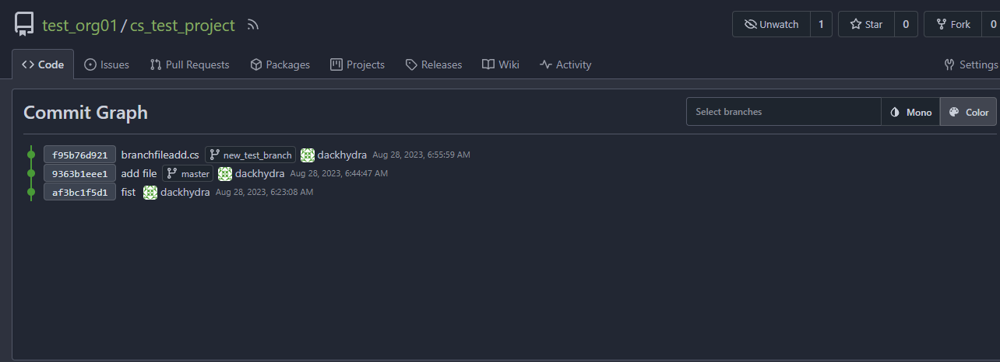 test_org01 / cs_test_project Unwatch 1 Star 0 Fork 0
Code Issues Pull Requests Packages Projects Releases Wiki Activity Settings
Commit Graph Select branches Mono Color
f95b76d921 branchfileadd.cs new_test_branch dackhydra Aug 28, 2023, 6:55:59 AM
9363b1eee1 add file master dackhydra Aug 28, 2023, 6:44:47 AM
af3bc1f5d1 fist dackhydra Aug 28, 2023, 6:23:08 AM